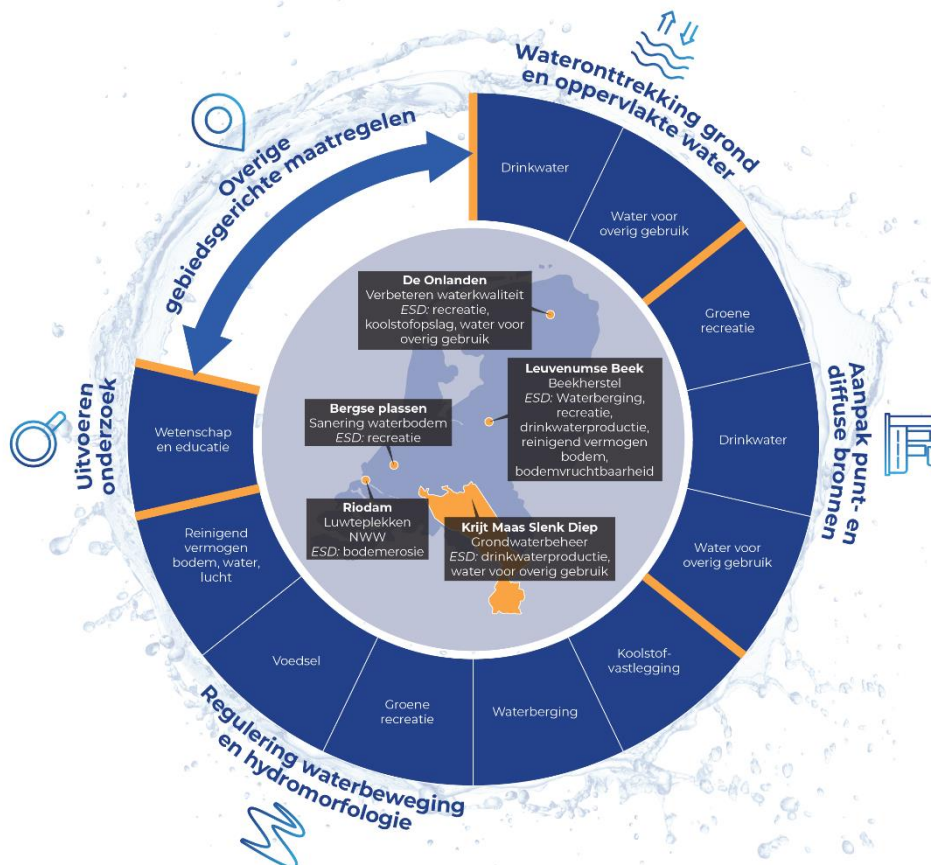 Wateronttrekking grond
en oppervlakte water
Drinkwater
Water voor
overig gebruik
Aanpak punt- en
diffuse bronnen
Groene
recreatie
Drinkwater
Water voor
overig gebruik
Regulering waterbeweging
en hydromorfologie
Koolstof-
vastlegging
Waterberging
Groene
recreatie
Voedsel
Reinigend
vermogen
bodem, water,
lucht
Uitvoeren
onderzoek
Wetenschap
en educatie
Overige
gebiedsgerichte maatregelen
De Onlanden
Verbeteren waterkwaliteit
ESD: recreatie,
koolstofopslag, water voor
overig gebruik
Leuvenumse Beek
Beekherstel
ESD: Waterberging,
recreatie,
drinkwaterproductie,
reinigend vermogen
bodem,
bodemvruchtbaarheid
Bergse plassen
Sanering waterbodem
ESD: recreatie
Riodam
Luwteplekken
NWW
ESD: bodemerosie
Krijt Maas Slenk Diep
Grondwaterbeheer
ESD: drinkwaterproductie,
water voor overig gebruik